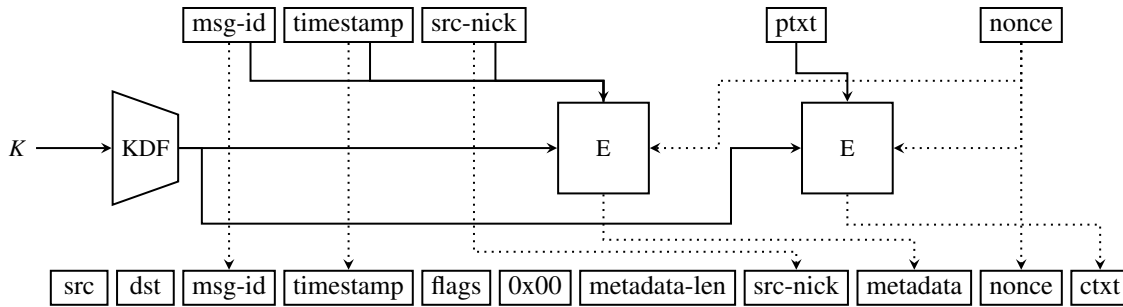 msg-id timestamp src-nick ptxt nonce
K KDF E E
src dst msg-id timestamp flags 0x00 metadata-len src-nick metadata nonce ctxt